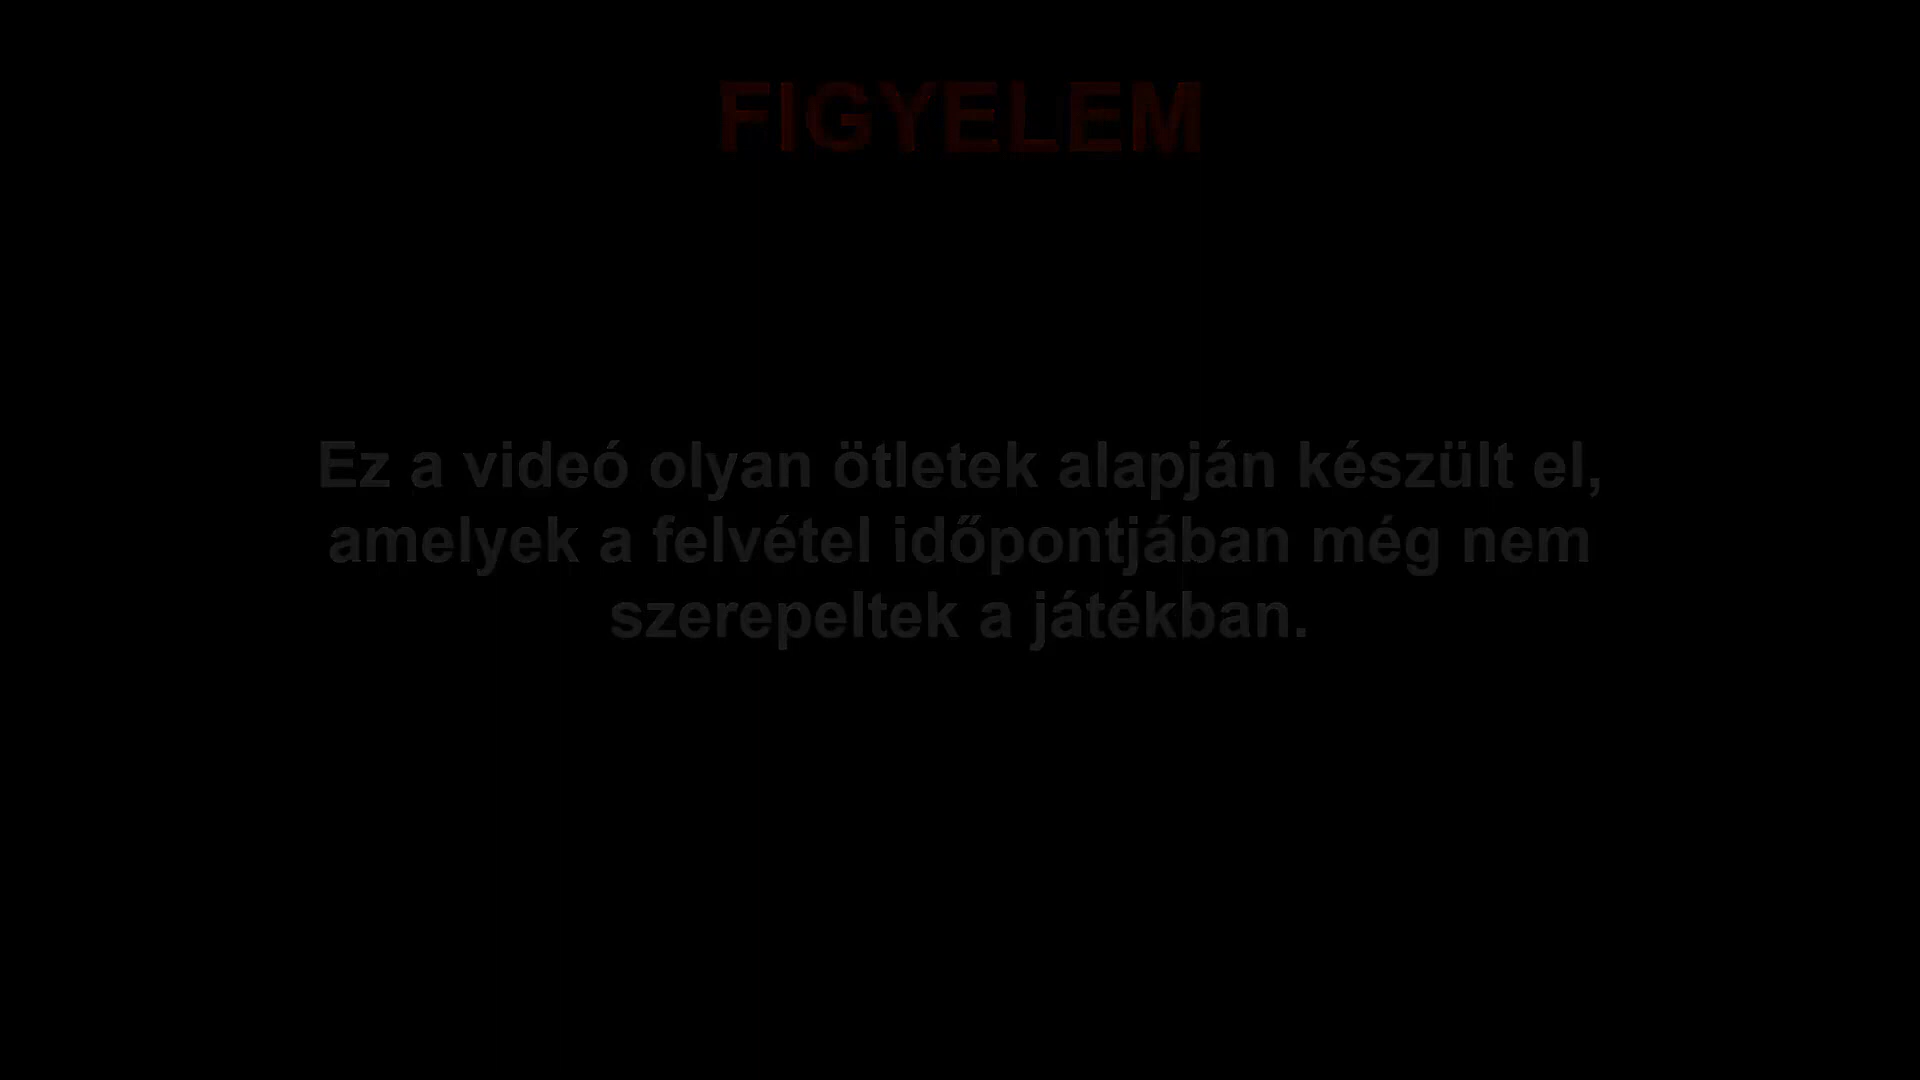 FIGYELEM
Ez a videó olyan ötletek alapján készült el,
amelyek a felvétel időpontjában még nem
szerepeltek a játékban.